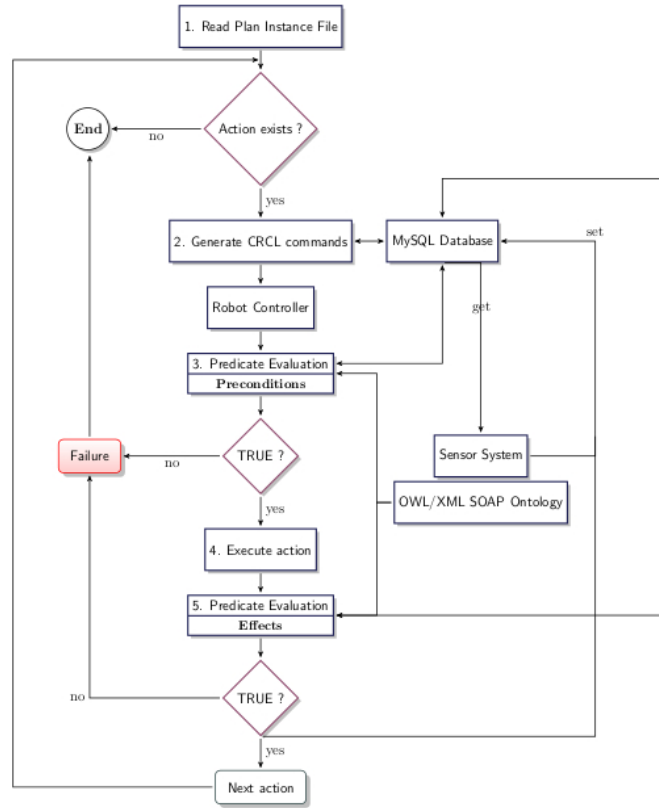 1. Read Plan Instance File
Action exists ?
End
no
yes
2. Generate CRCL commands
MySQL Database
set
get
Robot Controller
3. Predicate Evaluation
Preconditions
TRUE ?
no
Failure
Sensor System
OWL/XML SOAP Ontology
yes
4. Execute action
5. Predicate Evaluation
Effects
TRUE ?
no
yes
Next action